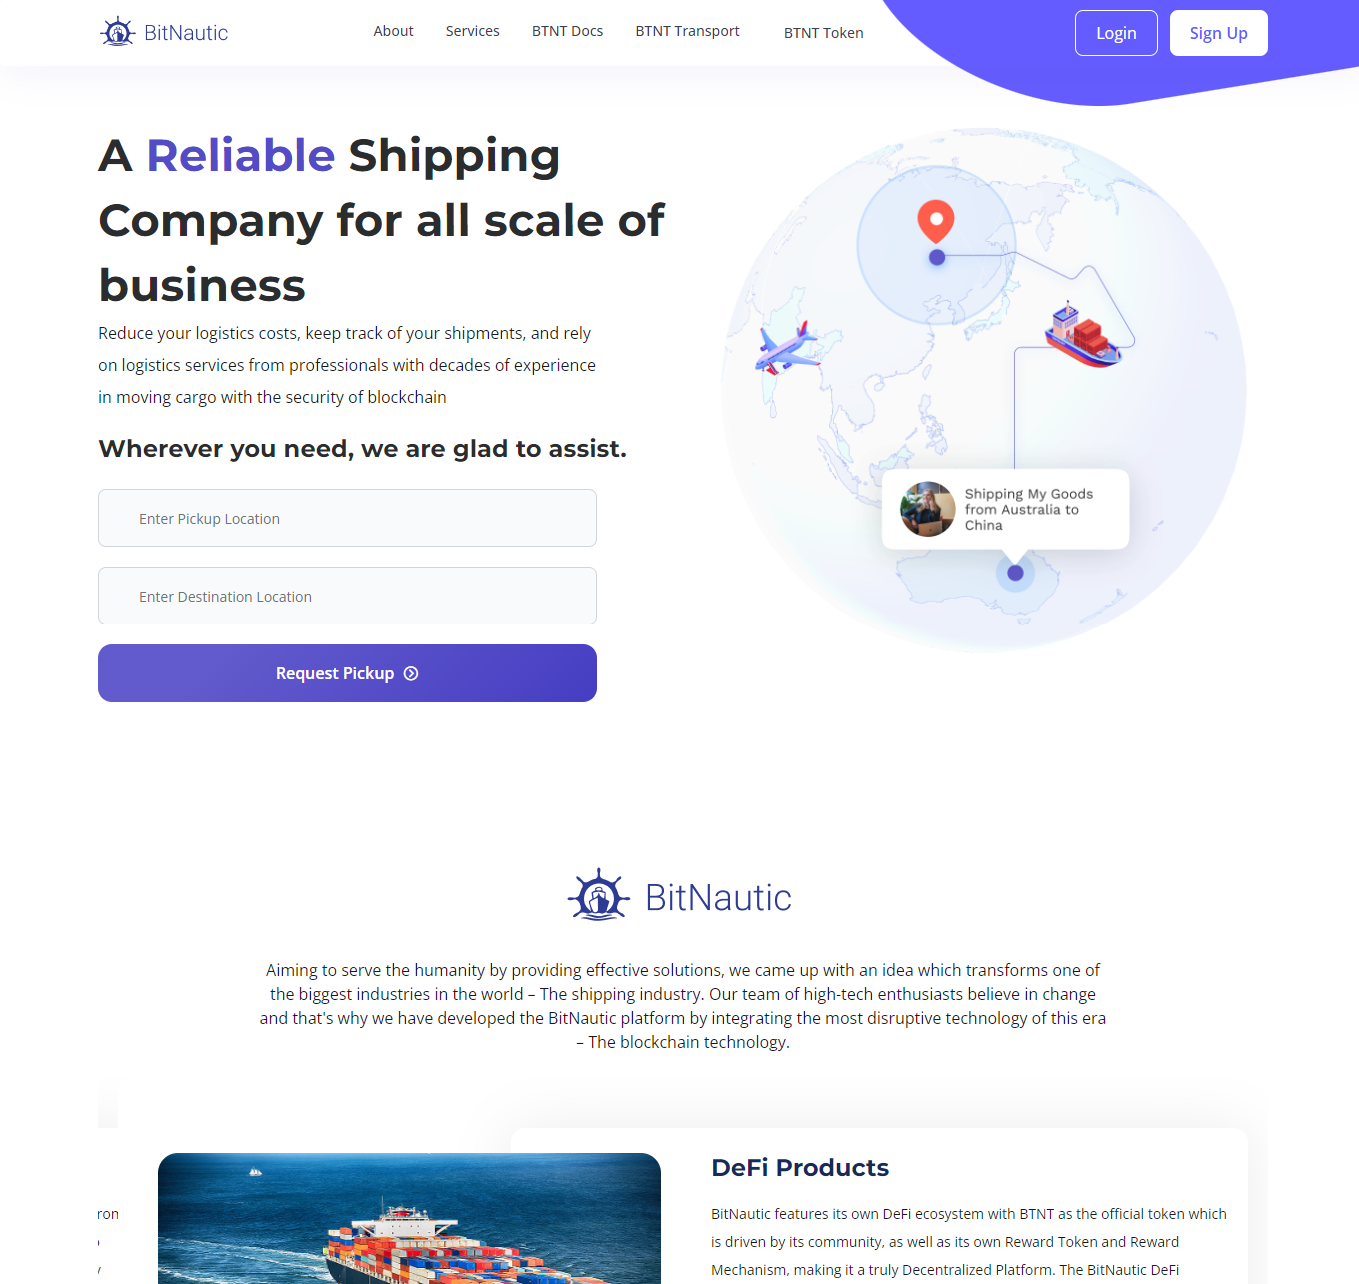 BitNautic
About
Services
BTNT Docs
BTNT Transport
BTNT Token
Login
Sign Up
A Reliable Shipping
Company for all scale of
business
Reduce your logistics costs, keep track of your shipments, and rely
on logistics services from professionals with decades of experience
in moving cargo with the security of blockchain
Wherever you need, we are glad to assist.
Enter Pickup Location
Enter Destination Location
Request Pickup
Shipping My Goods
from Australia to
China
BitNautic
Aiming to serve the humanity by providing effective solutions, we came up with an idea which transforms one of
the biggest industries in the world – The shipping industry. Our team of high-tech enthusiasts believe in change
and that's why we have developed the BitNautic platform by integrating the most disruptive technology of this era
– The blockchain technology.
DeFi Products
BitNautic features its own DeFi ecosystem with BTNT as the official token which
is driven by its community, as well as its own Reward Token and Reward
Mechanism, making it a truly Decentralized Platform. The BitNautic DeFi